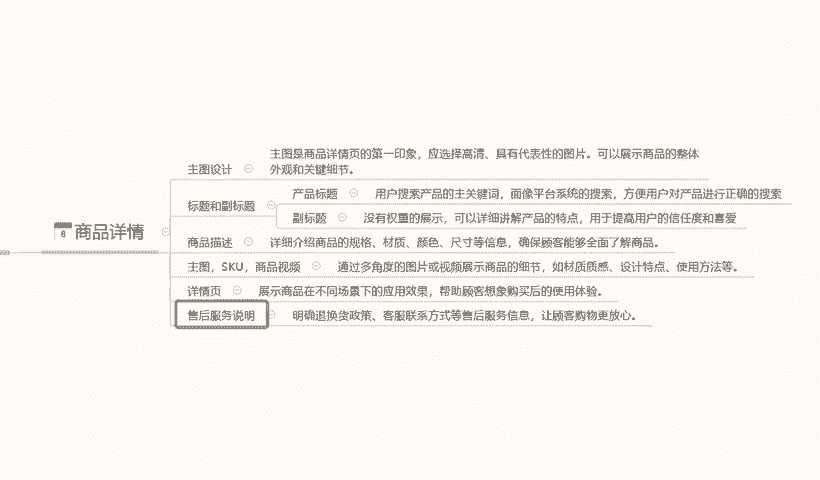 主图是商品详情页的第一印象，应选择高清、具有代表性的图片。可以展示商品的整体
主图设计
外观和关键细节。
产品标题 用户搜索产品的主关键词，面像平台系统的搜索，方便用户对产品进行正确的搜索
标题和副标题
副标题 没有权重的展示，可以详细讲解产品的特点，用于提高用户的信任度和喜爱
8 商品详情
商品描述 详细介绍商品的规格、材质、颜色、尺寸等信息，确保顾客能够全面了解商品。
主图，SKU，商品视频 通过多角度的图片或视频展示商品的细节，如材质质感、设计特点、使用方法等。
详情页 展示商品在不同场景下的应用效果，帮助顾客想象购买后的使用体验。
售后服务说明 明确退换货政策、客服联系方式等售后服务信息，让顾客购物更放心。